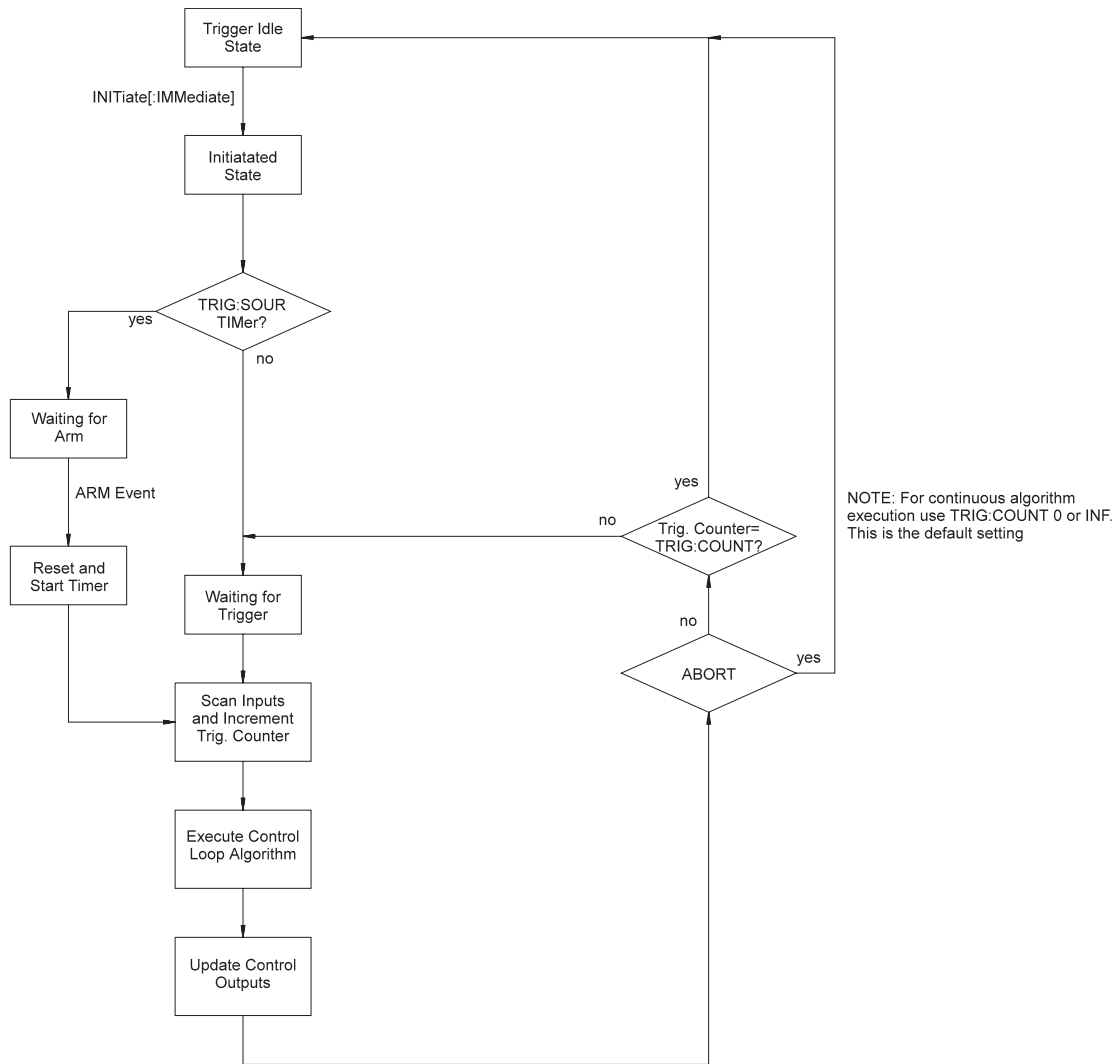 Trigger Idle
State
INITiate[:IMMediate]
Initiatated
State
TRIG:SOUR
TIMer?
yes
no
Waiting for
Arm
ARM Event
Reset and
Start Timer
Waiting for
Trigger
Scan Inputs
and Increment
Trig. Counter
Execute Control
Loop Algorithm
Update Control
Outputs
ABORT
yes
no
Trig. Counter=
TRIG:COUNT?
no
yes
NOTE: For continuous algorithm
execution use TRIG:COUNT 0 or INF.
This is the default setting